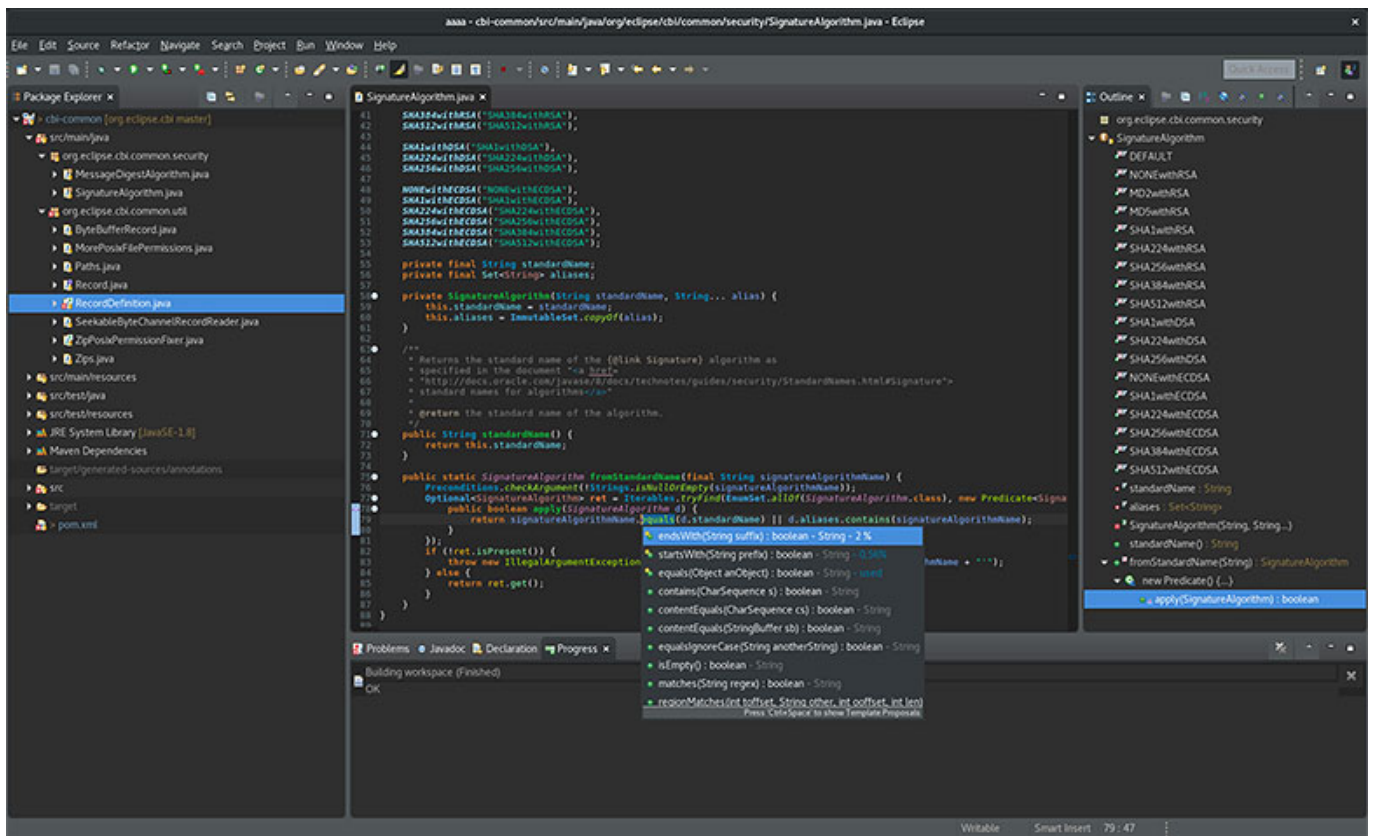 aaaa - cbi-common/src/main/java/org/eclipse/cbi/common/security/SignatureAlgorithm.java - Eclipse
File Edit Source Refactor Navigate Search Project Run Window Help
Quick Access
Package Explorer
> cbi-common [org.eclipse.cbi master]
src/main/java
org.eclipse.cbi.common.security
MessageDigestAlgorithm.java
SignatureAlgorithm.java
org.eclipse.cbi.common.util
ByteBufferRecord.java
MorePosixFilePermissions.java
Paths.java
Record.java
RecordDefinition.java
SeekableByteChannelRecordReader.java
ZipPosixPermissionFixer.java
Zips.java
src/main/resources
src/test/java
src/test/resources
JRE System Library [JavaSE-1.8]
Maven Dependencies
target/generated-sources/annotations
src
target
> pom.xml
SignatureAlgorithm.java
41 SHA384withRSA("SHA384withRSA"),
42 SHA512withRSA("SHA512withRSA"),
43
44 SHA1withDSA("SHA1withDSA"),
45 SHA224withDSA("SHA224withDSA"),
46 SHA256withDSA("SHA256withDSA"),
47
48 NONEwithECDSA("NONEwithECDSA"),
49 SHA1withECDSA("SHA1withECDSA"),
50 SHA224withECDSA("SHA224withECDSA"),
51 SHA256withECDSA("SHA256withECDSA"),
52 SHA384withECDSA("SHA384withECDSA"),
53 SHA512withECDSA("SHA512withECDSA");
54
55 private final String standardName;
56 private final Set<String> aliases;
57
58 private SignatureAlgorithm(String standardName, String... alias) {
59 this.standardName = standardName;
60 this.aliases = ImmutableSet.copyOf(alias);
61 }
62
63 /**
64 * Returns the standard name of the {@link Signature} algorithm as
65 * specified in the document "<a href=
66 * "http://docs.oracle.com/javase/8/docs/technotes/guides/security/StandardNames.html#Signature">
67 * standard names for algorithms</a>"
68 *
69 * @return the standard name of the algorithm.
70 */
71 public String standardName() {
72 return this.standardName;
73 }
74
75 public static SignatureAlgorithm fromStandardName(final String signatureAlgorithmName) {
76 Preconditions.checkArgument(!Strings.isNullOrEmpty(signatureAlgorithmName));
77 Optional<SignatureAlgorithm> ret = Iterables.tryFind(EnumSet.allOf(SignatureAlgorithm.class), new Predicate<Signa
78 public boolean apply(SignatureAlgorithm d) {
79 return signatureAlgorithmName.equals(d.standardName) || d.aliases.contains(signatureAlgorithmName);
80 }
81 });
82 if (!ret.isPresent()) {
83 throw new IllegalArgumentException
hmName + "'");
84 } else {
85 return ret.get();
86 }
87 }
88 }
endsWith(String suffix) : boolean - String - 2 %
startsWith(String prefix) : boolean - String - 0.56%
equals(Object anObject) : boolean - String - used
contains(CharSequence s) : boolean - String
contentEquals(CharSequence cs) : boolean - String
contentEquals(StringBuffer sb) : boolean - String
equalsIgnoreCase(String anotherString) : boolean - String
isEmpty() : boolean - String
matches(String regex) : boolean - String
regionMatches(int toffset, String other, int ooffset, int len)
Press 'Ctrl+Space' to show Template Proposals
Problems Javadoc Declaration Progress
Building workspace (Finished)
OK
Outline
org.eclipse.cbi.common.security
SignatureAlgorithm
DEFAULT
NONEwithRSA
MD2withRSA
MD5withRSA
SHA1withRSA
SHA224withRSA
SHA256withRSA
SHA384withRSA
SHA512withRSA
SHA1withDSA
SHA224withDSA
SHA256withDSA
NONEwithECDSA
SHA1withECDSA
SHA224withECDSA
SHA256withECDSA
SHA384withECDSA
SHA512withECDSA
standardName : String
aliases : Set<String>
SignatureAlgorithm(String, String...)
standardName() : String
fromStandardName(String) : SignatureAlgorithm
new Predicate() {...}
apply(SignatureAlgorithm) : boolean
Writable Smart Insert 79 : 47